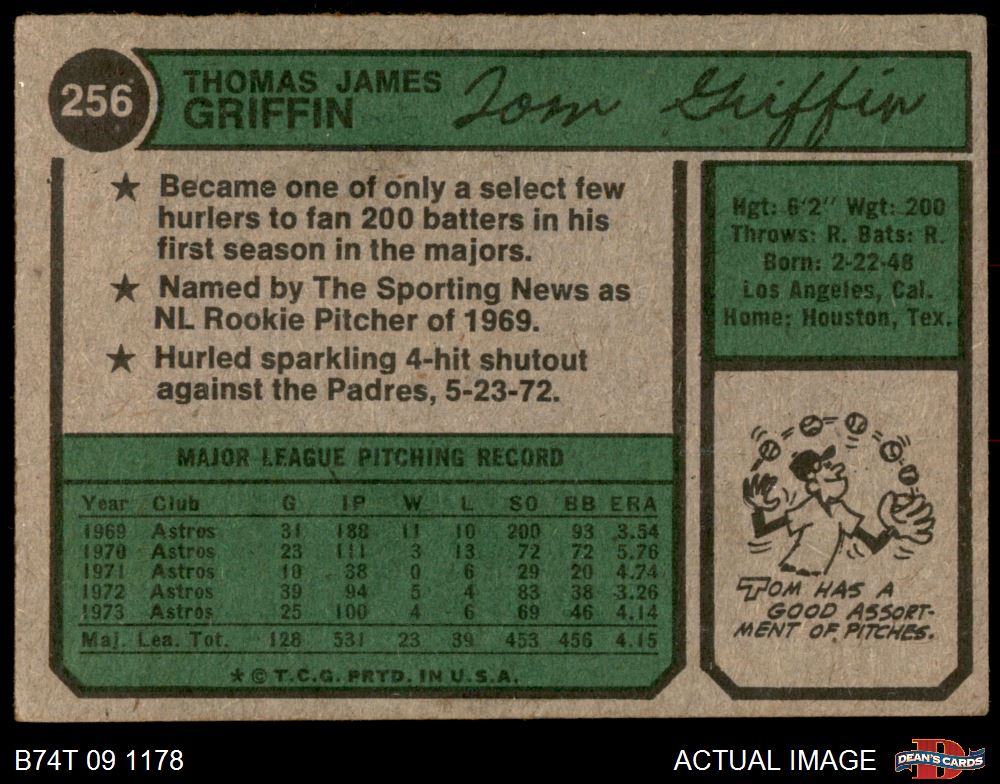 256
THOMAS JAMES
GRIFFIN
Tom Griffin
★ Became one of only a select few
hurlers to fan 200 batters in his
first season in the majors.
★ Named by The Sporting News as
NL Rookie Pitcher of 1969.
★ Hurled sparkling 4-hit shutout
against the Padres, 5-23-72.
Hgt: 6'2" Wgt: 200
Throws: R. Bats: R.
Born: 2-22-48
Los Angeles, Cal.
Home: Houston, Tex.
MAJOR LEAGUE PITCHING RECORD
Year Club G IP W L SO BB ERA
1969 Astros 31 188 11 10 200 93 3.54
1970 Astros 23 111 3 13 72 72 5.76
1971 Astros 10 38 0 6 29 20 4.74
1972 Astros 39 94 5 4 83 38 3.26
1973 Astros 25 100 4 6 69 46 4.14
Maj. Lea. Tot. 128 531 23 39 453 456 4.15
★ © T.C.G. PRTD. IN U.S.A.
TOM HAS A
GOOD ASSORT-
MENT OF PITCHES.
B74T 09 1178
ACTUAL IMAGE
DEAN'S CARDS